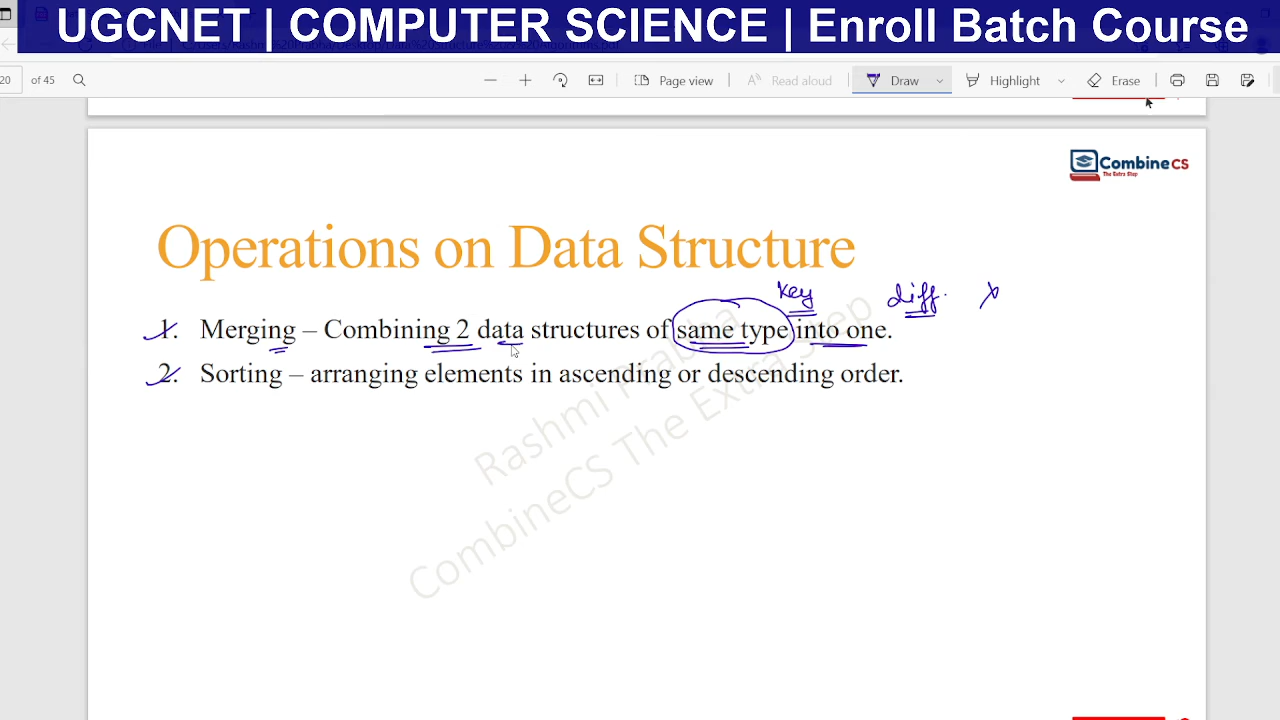 UGCNET | COMPUTER SCIENCE | Enroll Batch Course
20 of 45 Page view Read aloud Draw Highlight Erase
CombineCS
The Extra Step
Operations on Data Structure
key diff. x
1. Merging – Combining 2 data structures of same type into one.
2. Sorting – arranging elements in ascending or descending order.
Rashmi Prabha
CombineCS The Extra Step